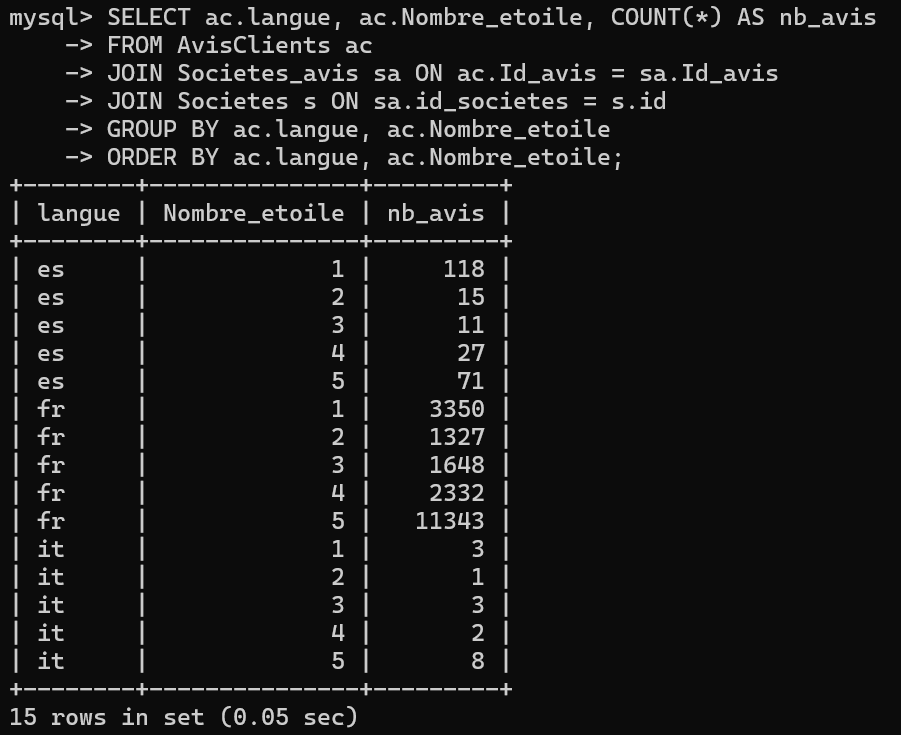 mysql> SELECT ac.langue, ac.Nombre_etoile, COUNT(*) AS nb_avis
    -> FROM AvisClients ac
    -> JOIN Societes_avis sa ON ac.Id_avis = sa.Id_avis
    -> JOIN Societes s ON sa.id_societes = s.id
    -> GROUP BY ac.langue, ac.Nombre_etoile
    -> ORDER BY ac.langue, ac.Nombre_etoile;
+--------+---------------+---------+
| langue | Nombre_etoile | nb_avis |
+--------+---------------+---------+
| es     |             1 |     118 |
| es     |             2 |      15 |
| es     |             3 |      11 |
| es     |             4 |      27 |
| es     |             5 |      71 |
| fr     |             1 |    3350 |
| fr     |             2 |    1327 |
| fr     |             3 |    1648 |
| fr     |             4 |    2332 |
| fr     |             5 |   11343 |
| it     |             1 |       3 |
| it     |             2 |       1 |
| it     |             3 |       3 |
| it     |             4 |       2 |
| it     |             5 |       8 |
+--------+---------------+---------+
15 rows in set (0.05 sec)